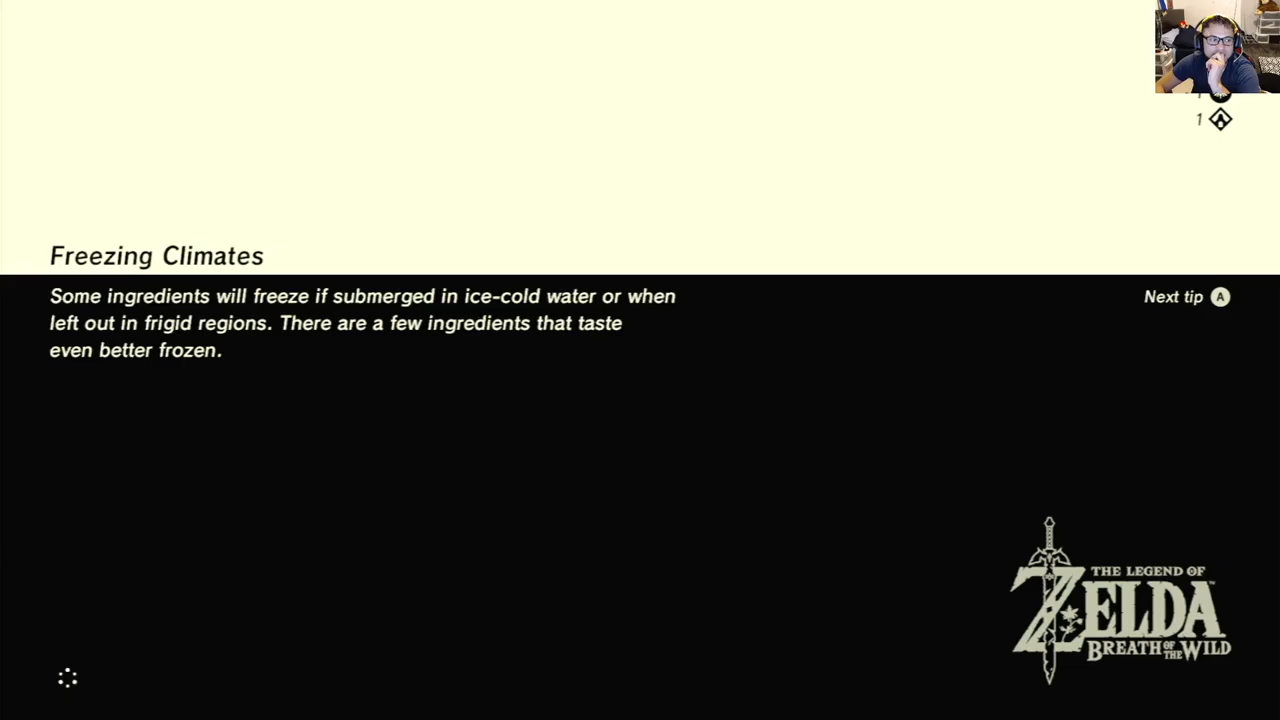 1
Freezing Climates
Some ingredients will freeze if submerged in ice-cold water or when
left out in frigid regions. There are a few ingredients that taste
even better frozen.
Next tip A
THE LEGEND OF
ZELDA
BREATH OF THE WILD